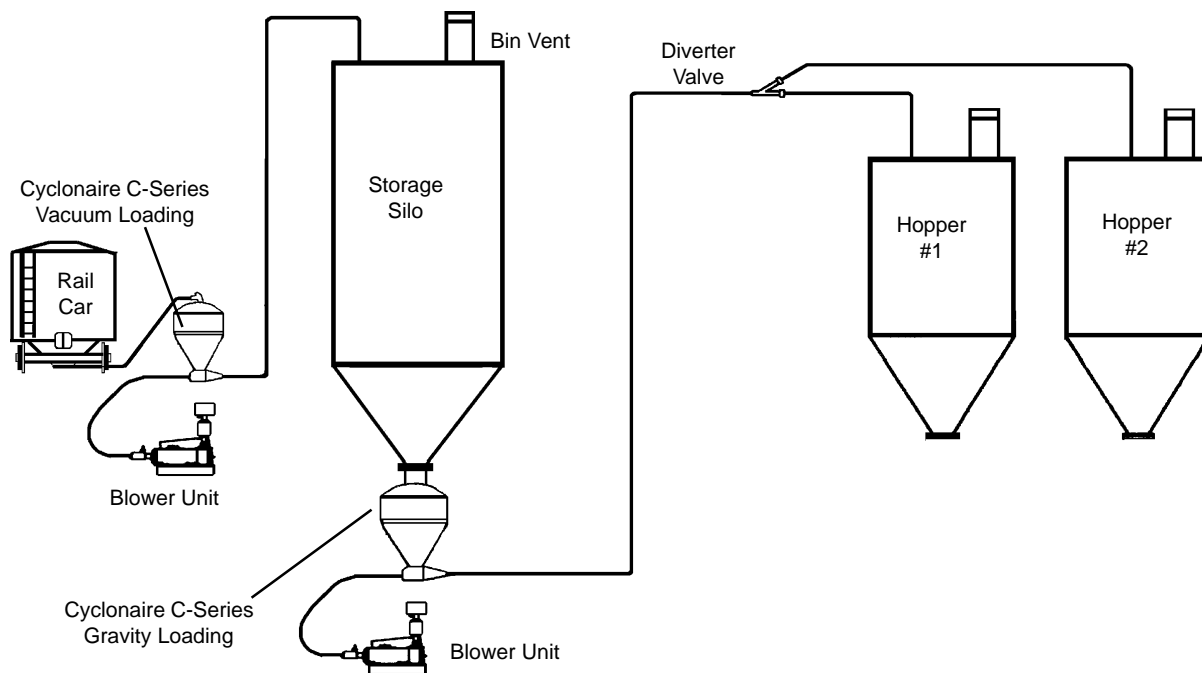 Bin Vent
Diverter
Valve
Cyclonaire C-Series
Vacuum Loading
Storage
Silo
Hopper
#1
Hopper
#2
Rail
Car
Blower Unit
Cyclonaire C-Series
Gravity Loading
Blower Unit